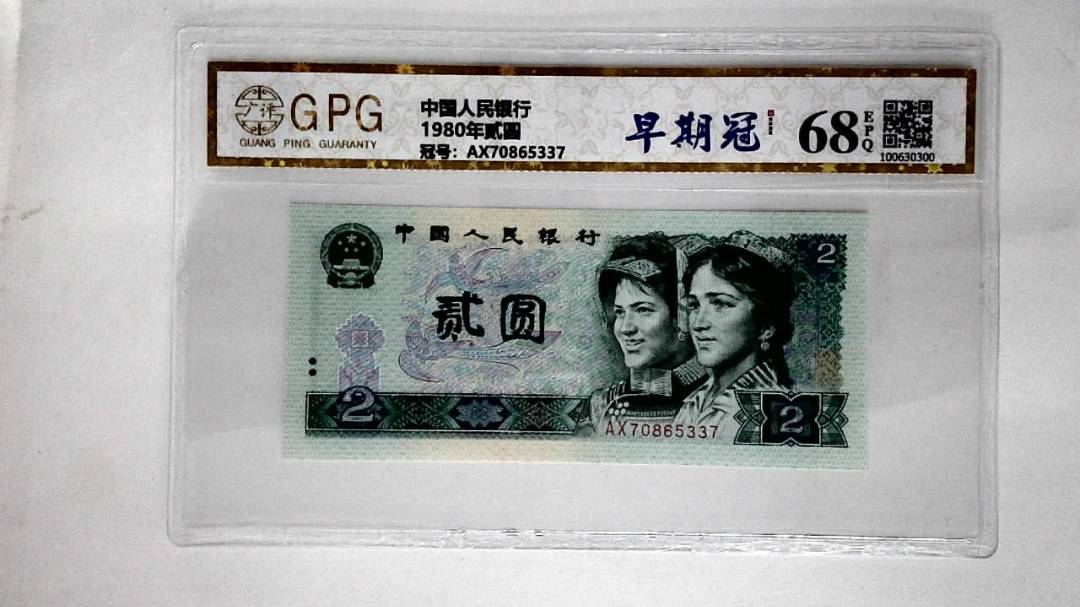 GPG
GUANG PING GUARANTY
中国人民银行
1980年贰圆
冠号：AX70865337
早期冠
68
EPQ
100630300
中国人民银行
2
贰圆
2
AX70865337
2